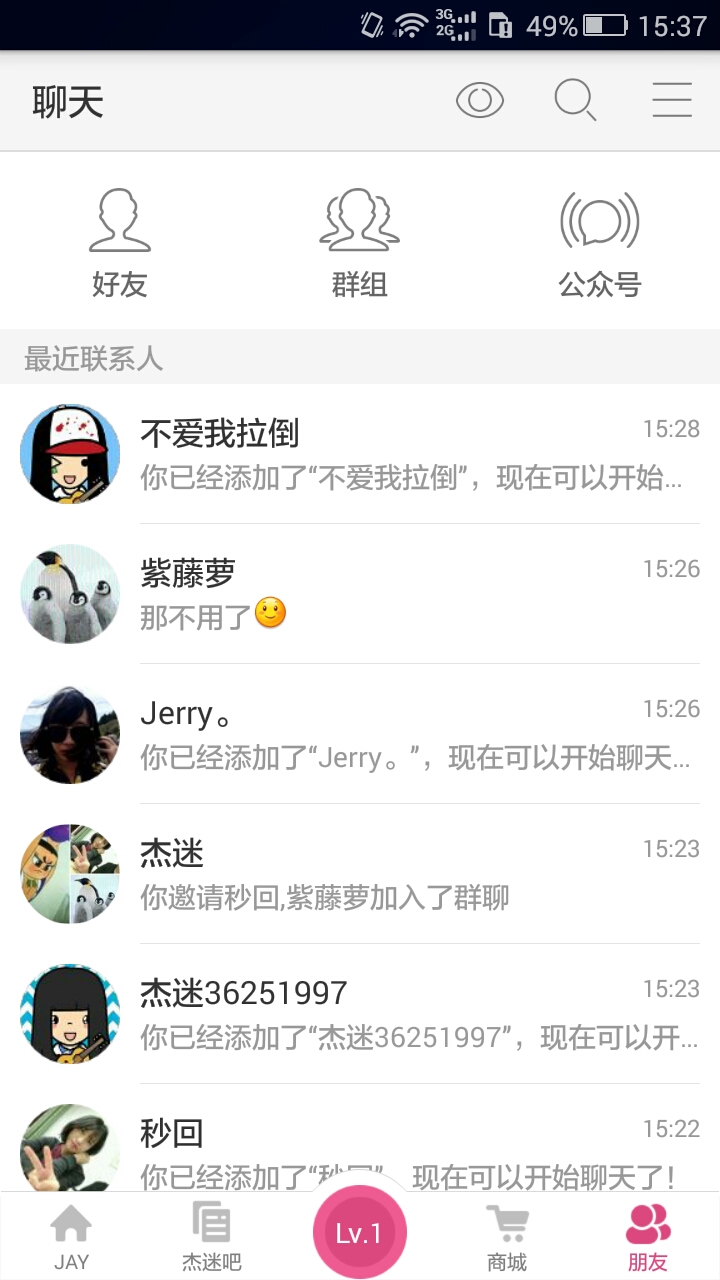 3G
2G
49%
15:37
聊天
好友
群组
公众号
最近联系人
不爱我拉倒
15:28
你已经添加了“不爱我拉倒”，现在可以开始...
紫藤萝
15:26
那不用了
Jerry。
15:26
你已经添加了“Jerry。”，现在可以开始聊天...
杰迷
15:23
你邀请秒回,紫藤萝加入了群聊
杰迷36251997
15:23
你已经添加了“杰迷36251997”，现在可以开...
秒回
15:22
你已经添加了“秒回”，现在可以开始聊天了！
JAY
杰迷吧
Lv.1
商城
朋友